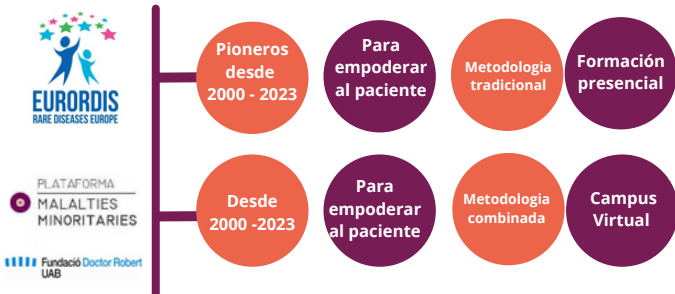 EURORDIS
RARE DISEASES EUROPE
Pioneros
desde
2000 - 2023
Para
empoderar
al paciente
Metodologia
tradicional
Formación
presencial
PLATAFORMA
MALALTIES
MINORITARIES
Fundació Doctor Robert
UAB
Desde
2000 -2023
Para
empoderar
al paciente
Metodologia
combinada
Campus
Virtual